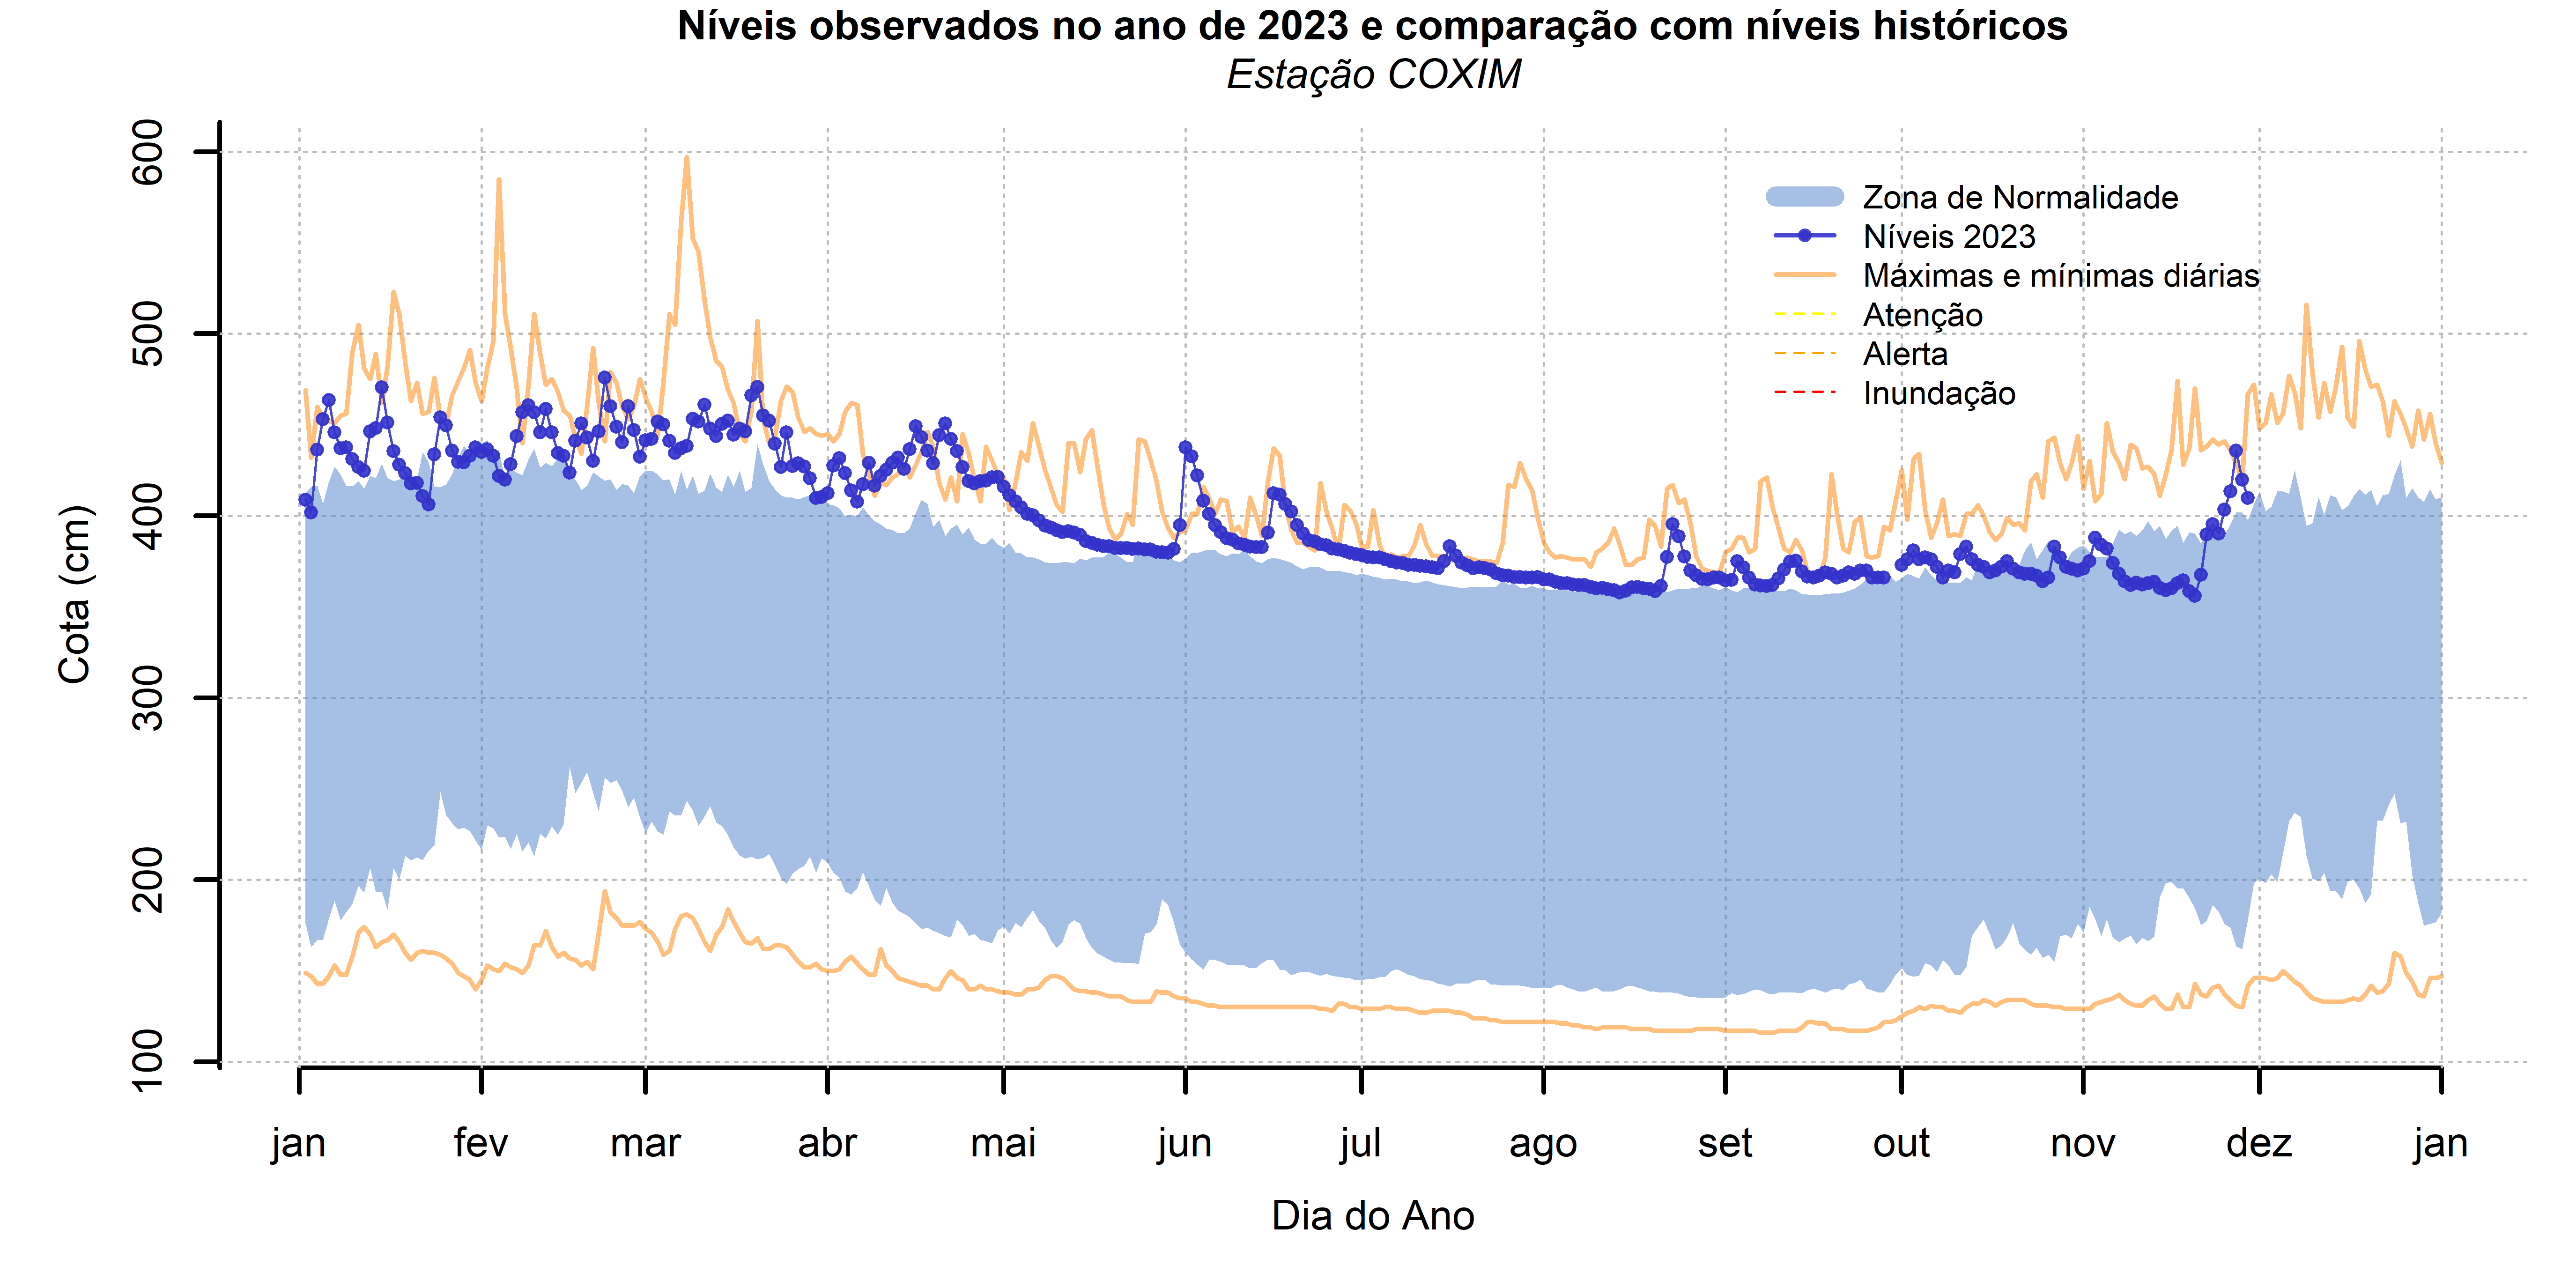 Níveis observados no ano de 2023 e comparação com níveis históricos
Estação COXIM
600
500
400
300
200
100
Cota (cm)
Zona de Normalidade
Níveis 2023
Máximas e mínimas diárias
Atenção
Alerta
Inundação
jan fev mar abr mai jun jul ago set out nov dez jan
Dia do Ano